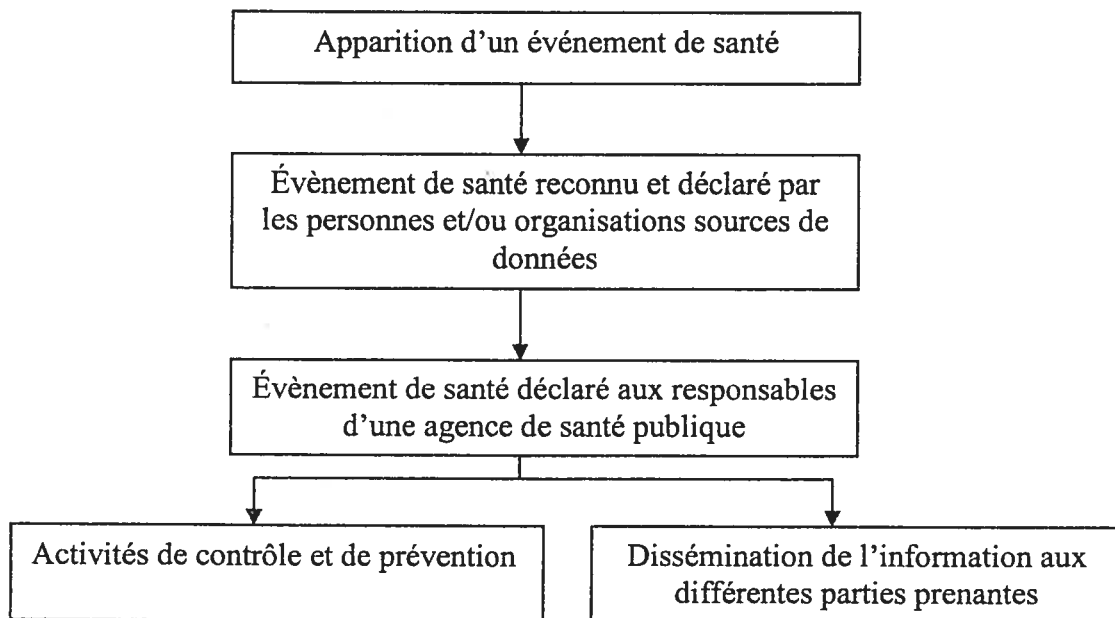 Apparition d'un événement de santé
Évènement de santé reconnu et déclaré par
les personnes et/ou organisations sources de
données
Évènement de santé déclaré aux responsables
d'une agence de santé publique
Activités de contrôle et de prévention
Dissémination de l'information aux
différentes parties prenantes